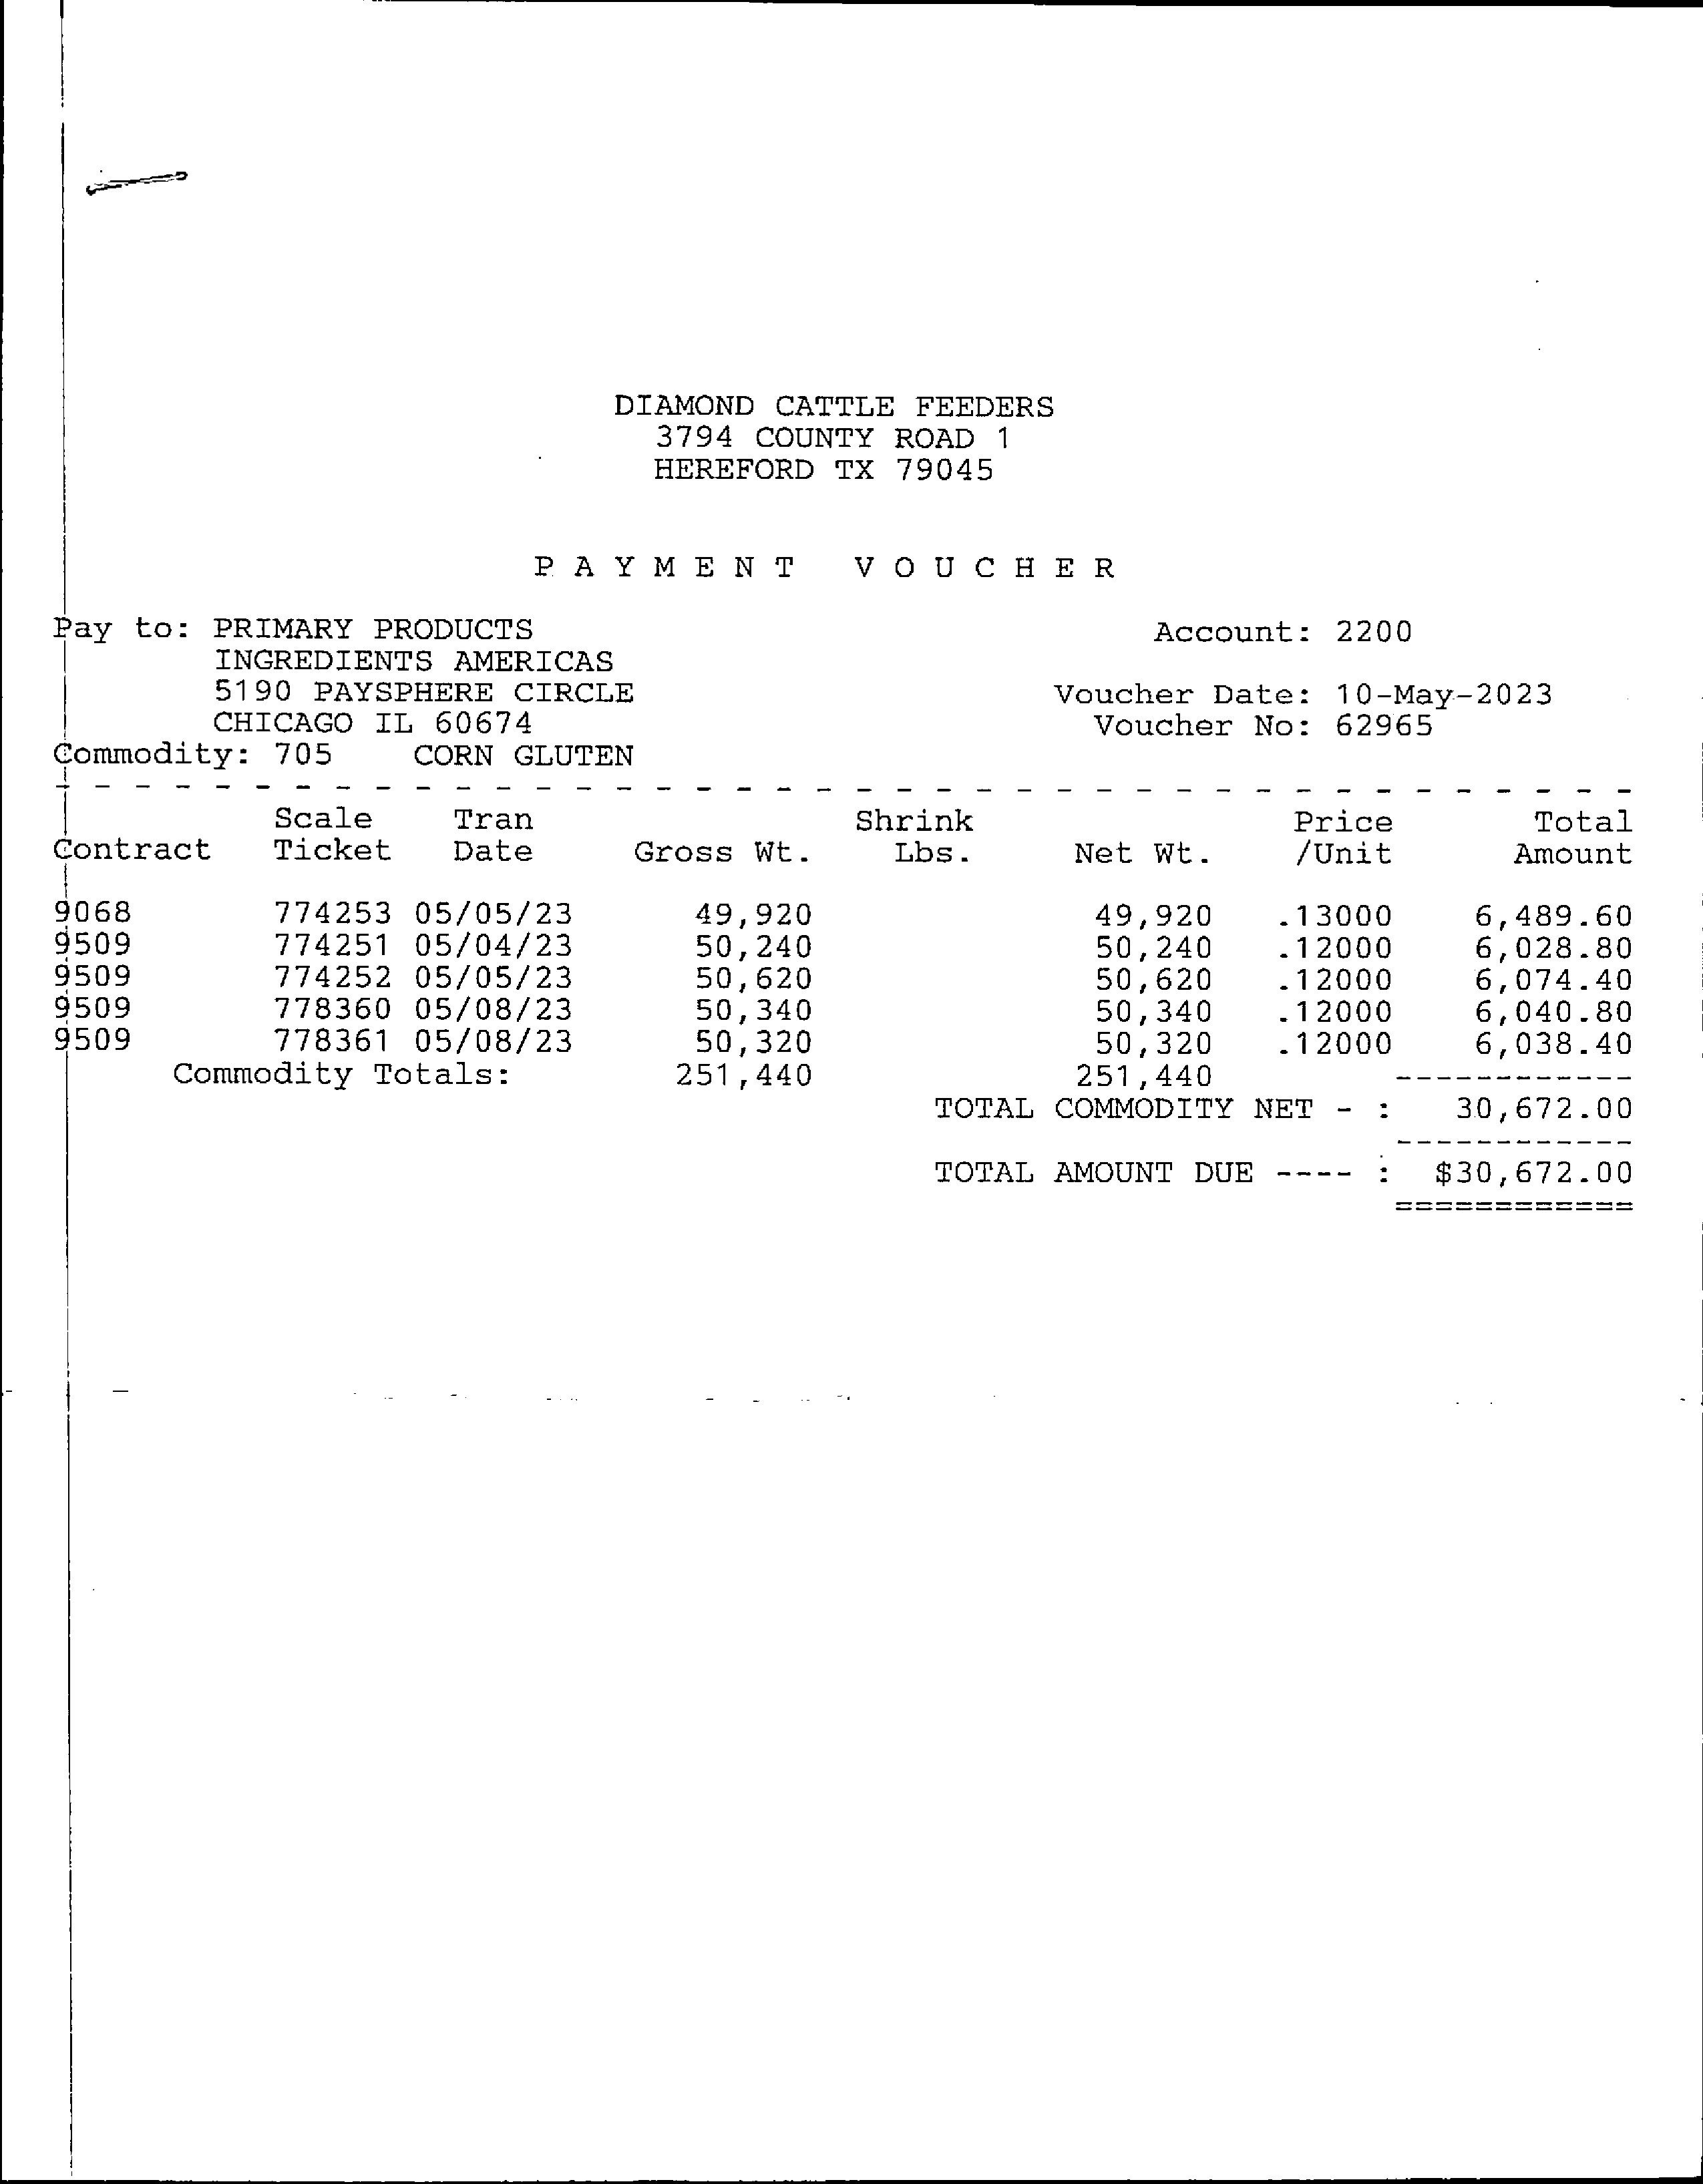 DIAMOND CATTLE FEEDERS
3794 COUNTY ROAD 1
HEREFORD TX 79045
PAYMENT VOUCHER
Pay to: PRIMARY PRODUCTS Account: 2200
INGREDIENTS AMERICAS
5190 PAYSPHERE CIRCLE Voucher Date: 10-May-2023
CHICAGO IL 60674 Voucher No: 62965
Commodity: 705 CORN GLUTEN
- - - - - - - - - - - - - - - - - - - - - - - - - - - - - - - - - - - - - - - -
Scale Tran Shrink Price Total
Contract Ticket Date Gross Wt. Lbs. Net Wt. /Unit Amount
9068 774253 05/05/23 49,920 49,920 .13000 6,489.60
9509 774251 05/04/23 50,240 50,240 .12000 6,028.80
9509 774252 05/05/23 50,620 50,620 .12000 6,074.40
9509 778360 05/08/23 50,340 50,340 .12000 6,040.80
9509 778361 05/08/23 50,320 50,320 .12000 6,038.40
Commodity Totals: 251,440 251,440 ------------
TOTAL COMMODITY NET - : 30,672.00
------------
TOTAL AMOUNT DUE ---- : $30,672.00
============